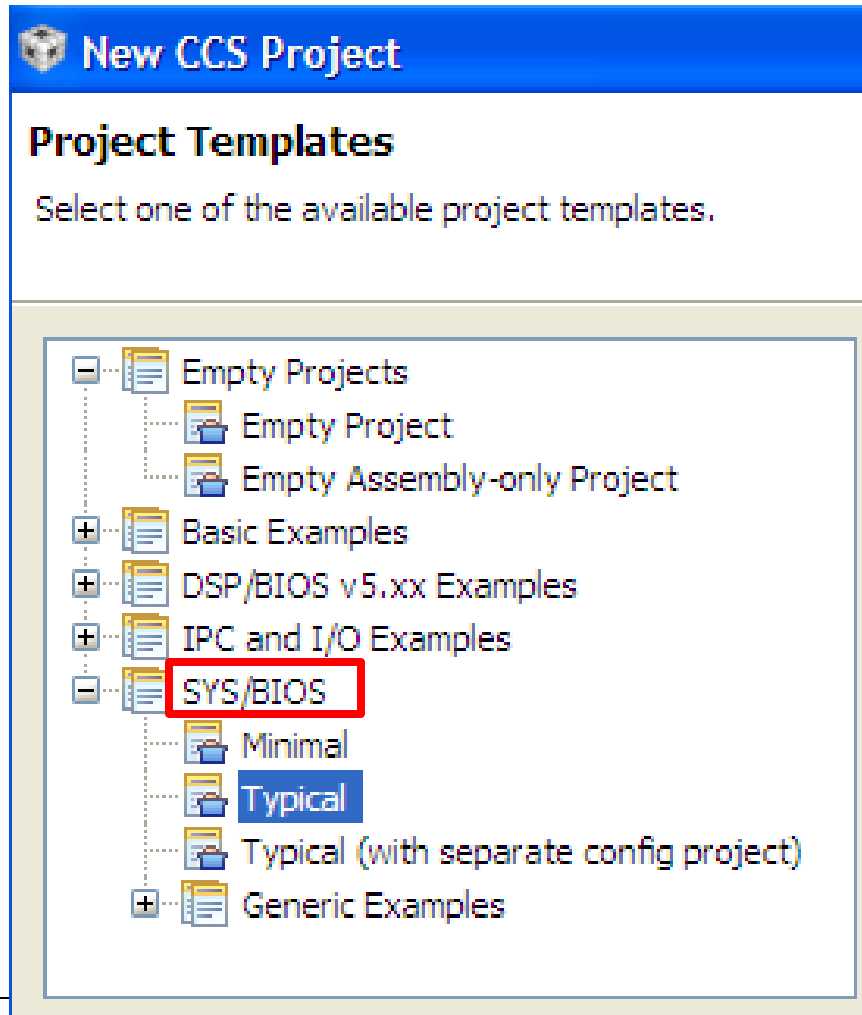 New CCS Project
Project Templates
Select one of the available project templates.
Empty Projects
Empty Project
Empty Assembly-only Project
Basic Examples
DSP/BIOS v5.xx Examples
IPC and I/O Examples
SYS/BIOS
Minimal
Typical
Typical (with separate config project)
Generic Examples